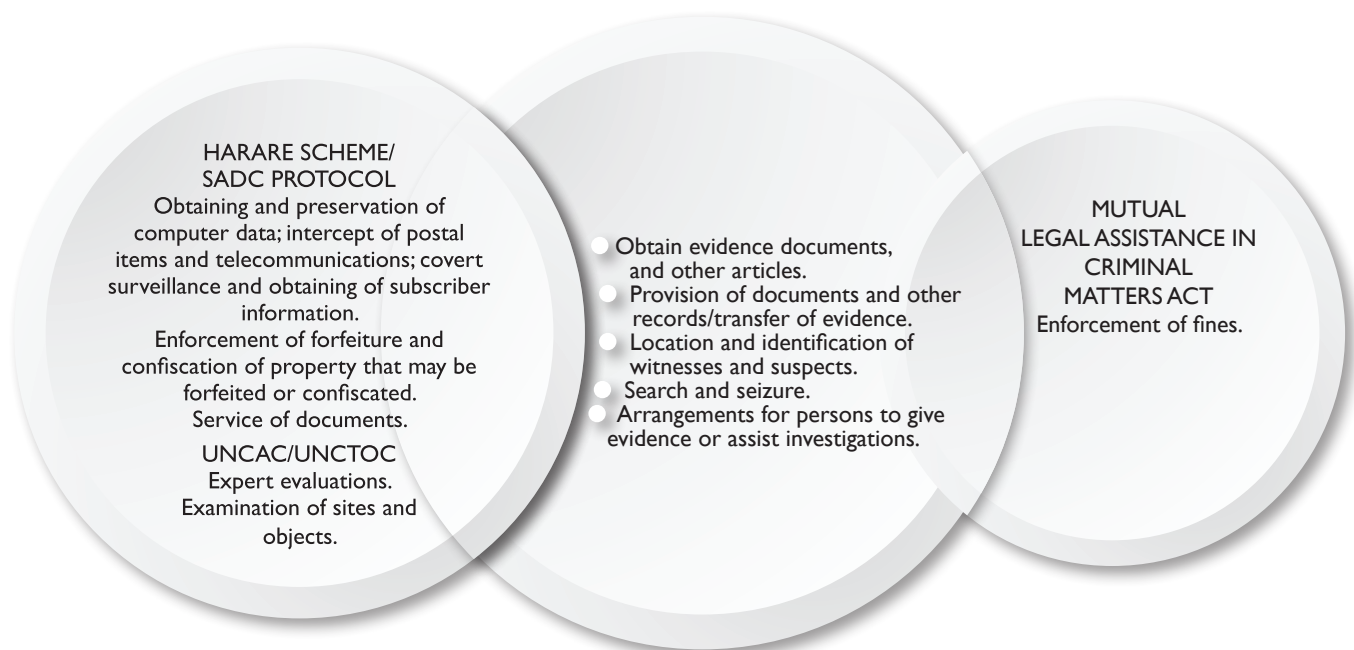 HARARE SCHEME/
SADC PROTOCOL
Obtaining and preservation of
computer data; intercept of postal
items and telecommunications; covert
surveillance and obtaining of subscriber
information.
Enforcement of forfeiture and
confiscation of property that may be
forfeited or confiscated.
Service of documents.
UNCAC/UNCTOC
Expert evaluations.
Examination of sites and
objects.
Obtain evidence documents,
and other articles.
Provision of documents and other
records/transfer of evidence.
Location and identification of
witnesses and suspects.
Search and seizure.
Arrangements for persons to give
evidence or assist investigations.
MUTUAL
LEGAL ASSISTANCE IN
CRIMINAL
MATTERS ACT
Enforcement of fines.